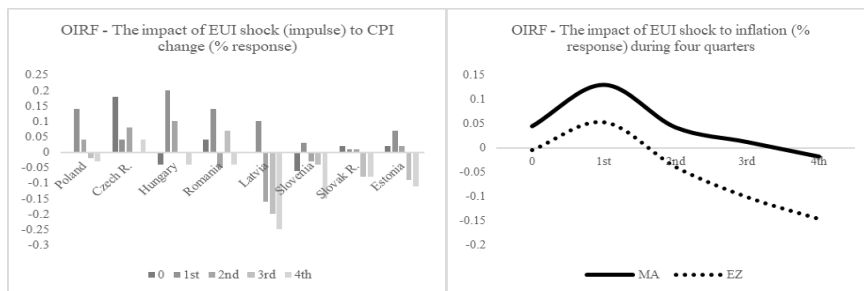 OIRF - The impact of EUI shock (impulse) to CPI
change (% response)
0.25
0.2
0.15
0.1
0.05
0
-0.05
-0.1
-0.15
-0.2
-0.25
-0.3
Poland
Czech R.
Hungary
Romania
Latvia
Slovenia
Slovak R.
Estonia
0 1st 2nd 3rd 4th
OIRF - The impact of EUI shock to inflation (%
response) during four quarters
0.15
0.1
0.05
0
-0.05
-0.1
-0.15
-0.2
0 1st 2nd 3rd 4th
MA EZ